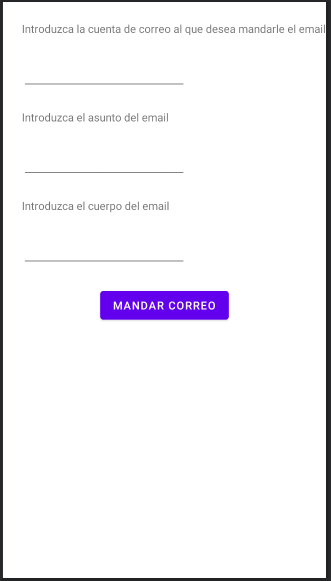 Introduzca la cuenta de correo al que desea mandarle el email
Introduzca el asunto del email
Introduzca el cuerpo del email
MANDAR CORREO